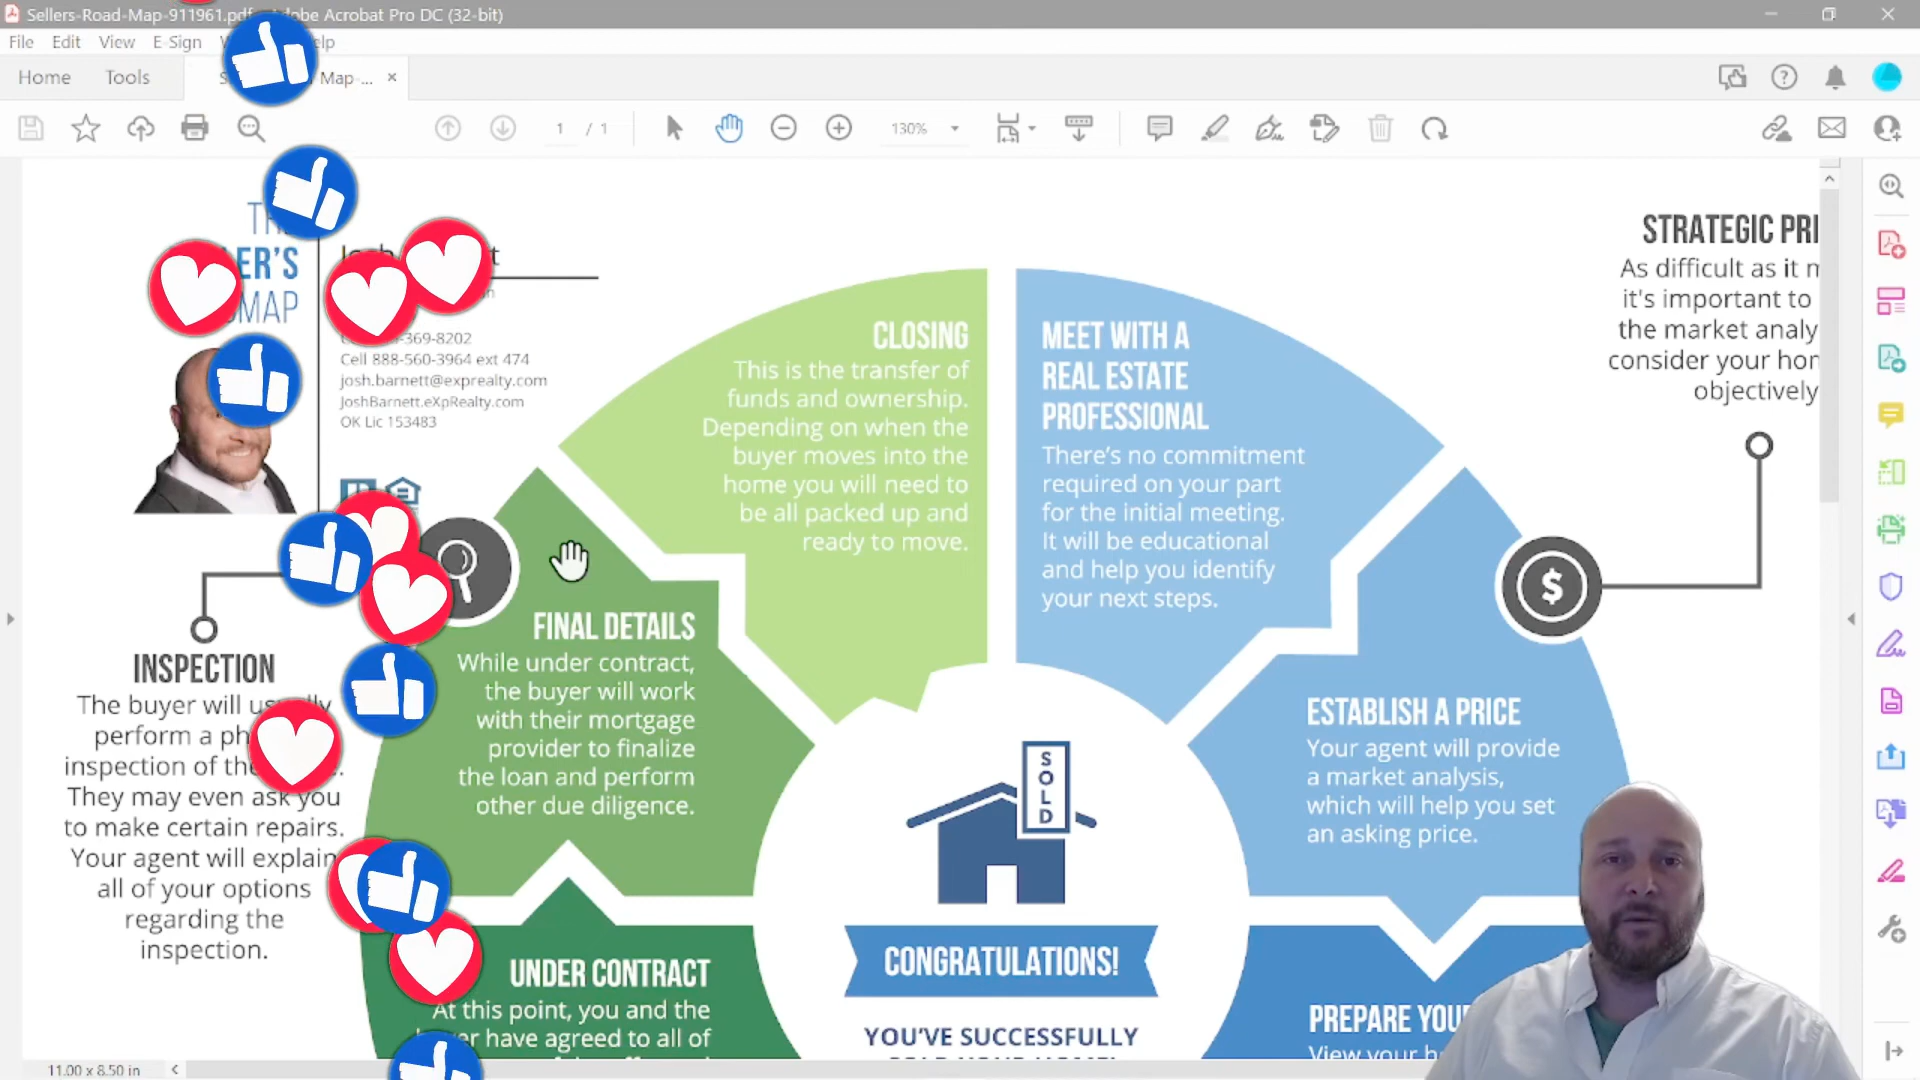 Sellers-Road-Map-911961.pdf
Adobe Acrobat Pro DC (32-bit)
File Edit View E-Sign
Home Tools
Map-...
1 / 1
130%
ER'S
MAP
369-8202
Cell 888-560-3964 ext 474
josh.barnett@exprealty.com
JoshBarnett.eXpRealty.com
OK Lic 153483
INSPECTION
The buyer will usually
perform a
inspection of
They may even ask you
to make certain repairs.
Your agent will explain
all of your options
regarding the
inspection.
CLOSING
This is the transfer of
funds and ownership.
Depending on when the
buyer moves into the
home you will need to
be all packed up and
ready to move.
MEET WITH A
REAL ESTATE
PROFESSIONAL
There's no commitment
required on your part
for the initial meeting.
It will be educational
and help you identify
your next steps.
STRATEGIC PRI
As difficult as it m
it's important to
the market analy
consider your hom
objectively
$
FINAL DETAILS
While under contract,
the buyer will work
with their mortgage
provider to finalize
the loan and perform
other due diligence.
ESTABLISH A PRICE
Your agent will provide
a market analysis,
which will help you set
an asking price.
SOLD
CONGRATULATIONS!
YOU'VE SUCCESSFULLY
UNDER CONTRACT
At this point, you and the
have agreed to all of
PREPARE YOU
View your
11.00 x 8.50 in